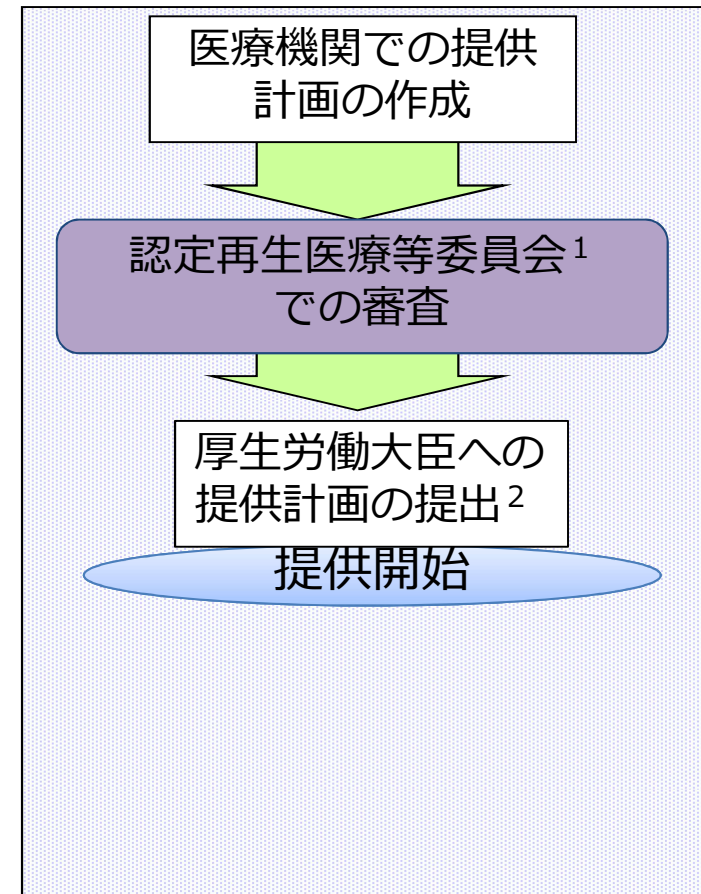 医療機関での提供
計画の作成
認定再生医療等委員会1
での審査
厚生労働大臣への
提供計画の提出2
提供開始